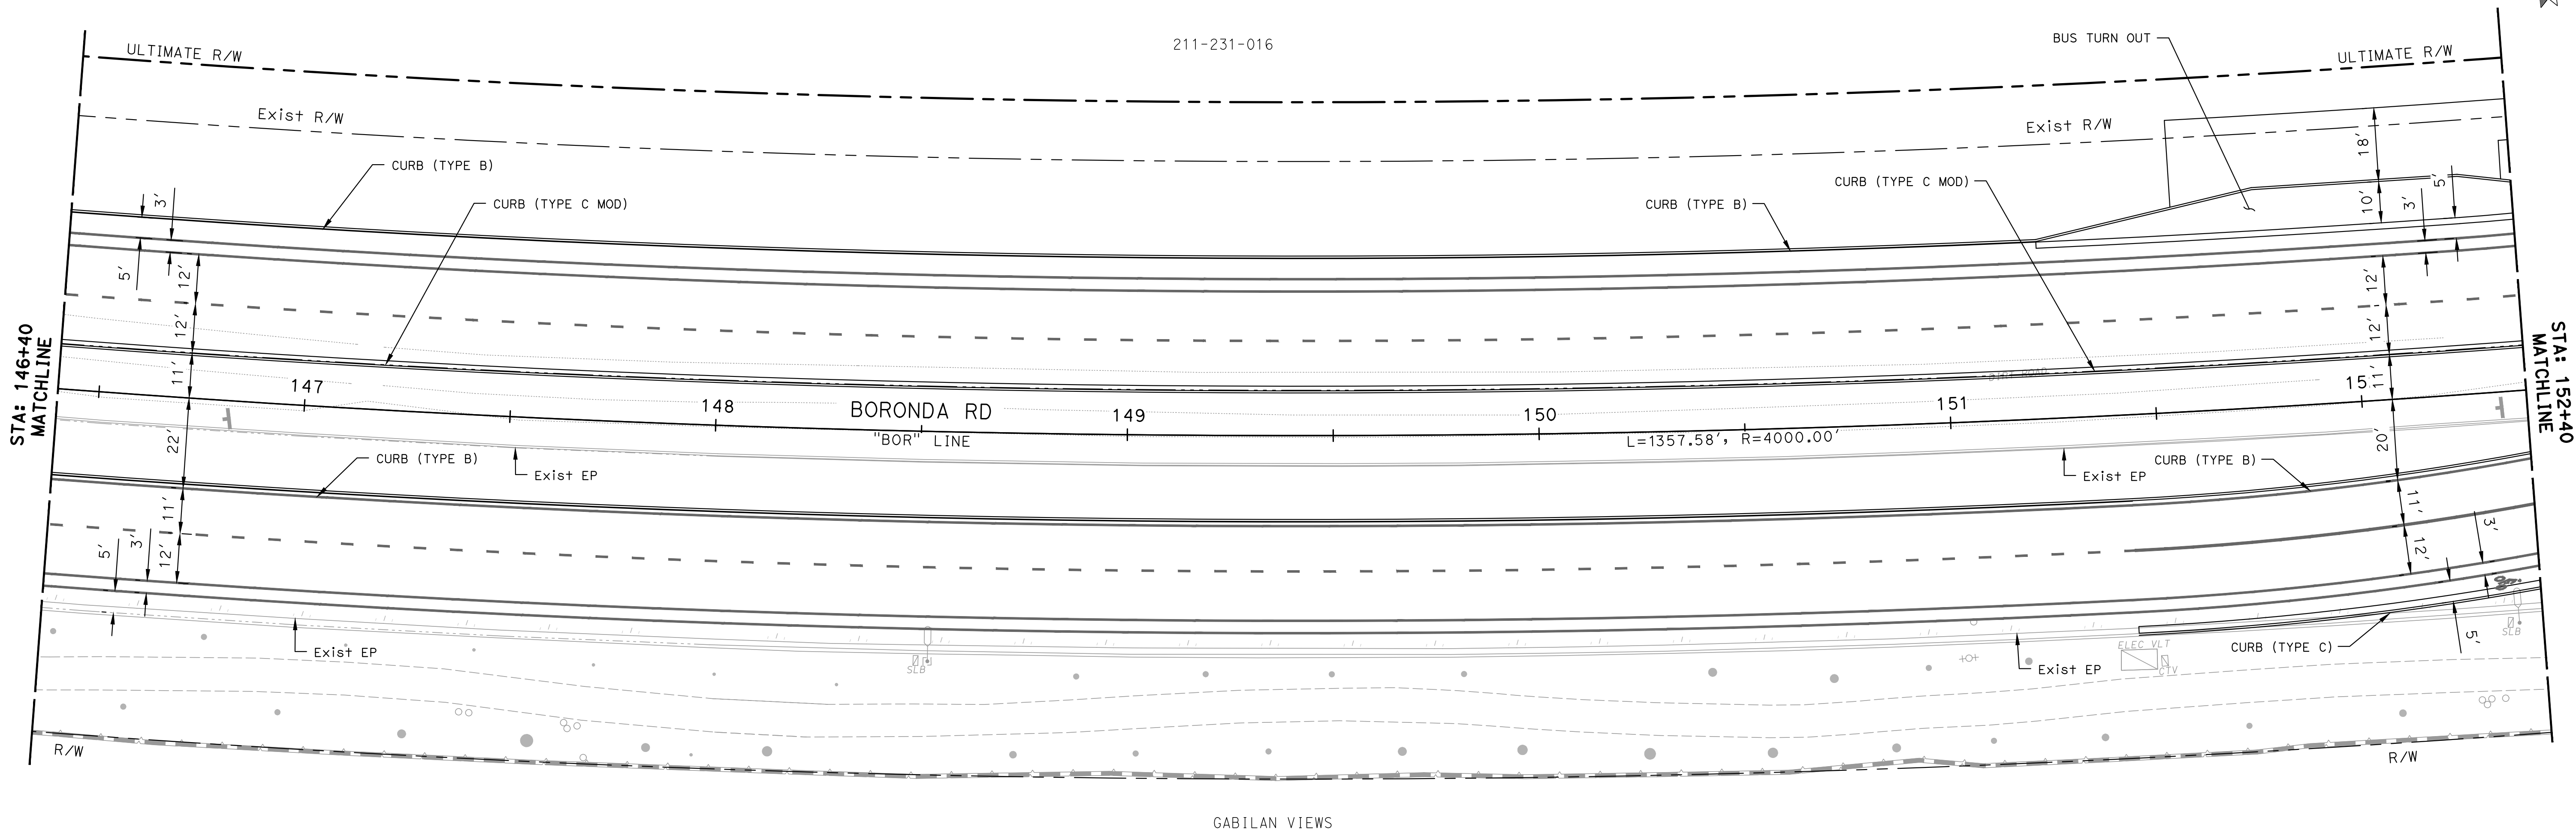 211-231-016
BUS TURN OUT
ULTIMATE R/W
ULTIMATE R/W
Exist R/W
Exist R/W
CURB (TYPE B)
CURB (TYPE C MOD)
CURB (TYPE C MOD)
CURB (TYPE B)
3'
5'
12'
12'
11'
22'
11'
12'
3'
5'
18'
10'
5'
3'
12'
12'
11'
20'
11'
12'
3'
5'
STA: 146+40
MATCHLINE
STA: 152+40
MATCHLINE
147
148
BORONDA RD
149
150
151
15
DIRT ROAD
"BOR" LINE
L=1357.58', R=4000.00'
CURB (TYPE B)
Exist EP
Exist EP
CURB (TYPE B)
Exist EP
SLB
Exist EP
ELEC VLT
CTV
CURB (TYPE C)
SLB
R/W
R/W
GABILAN VIEWS